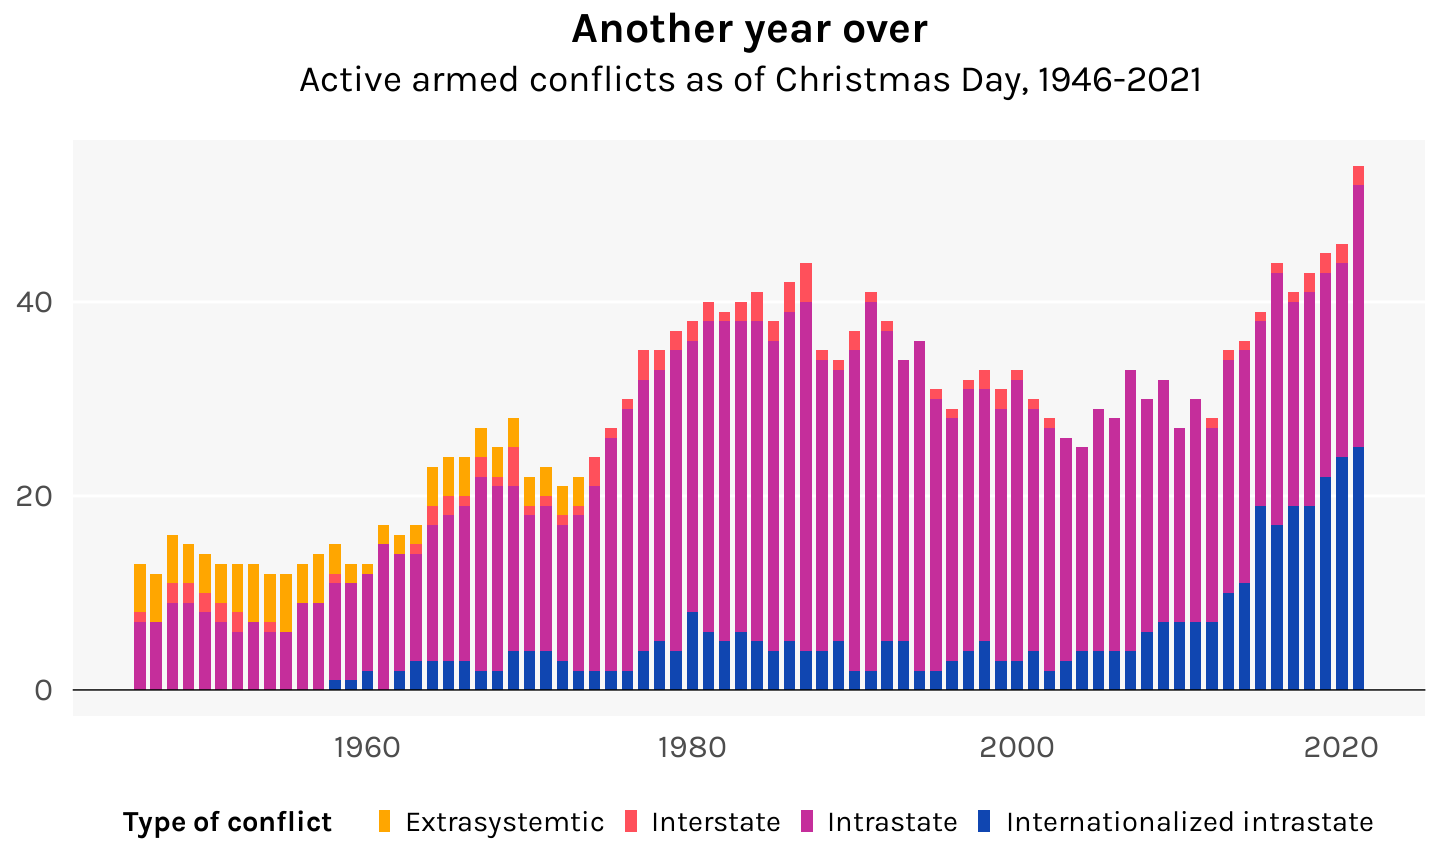 Another year over
Active armed conflicts as of Christmas Day, 1946-2021
40
20
0
1960 1980 2000 2020
Type of conflict Extrasystemtic Interstate Intrastate Internationalized intrastate